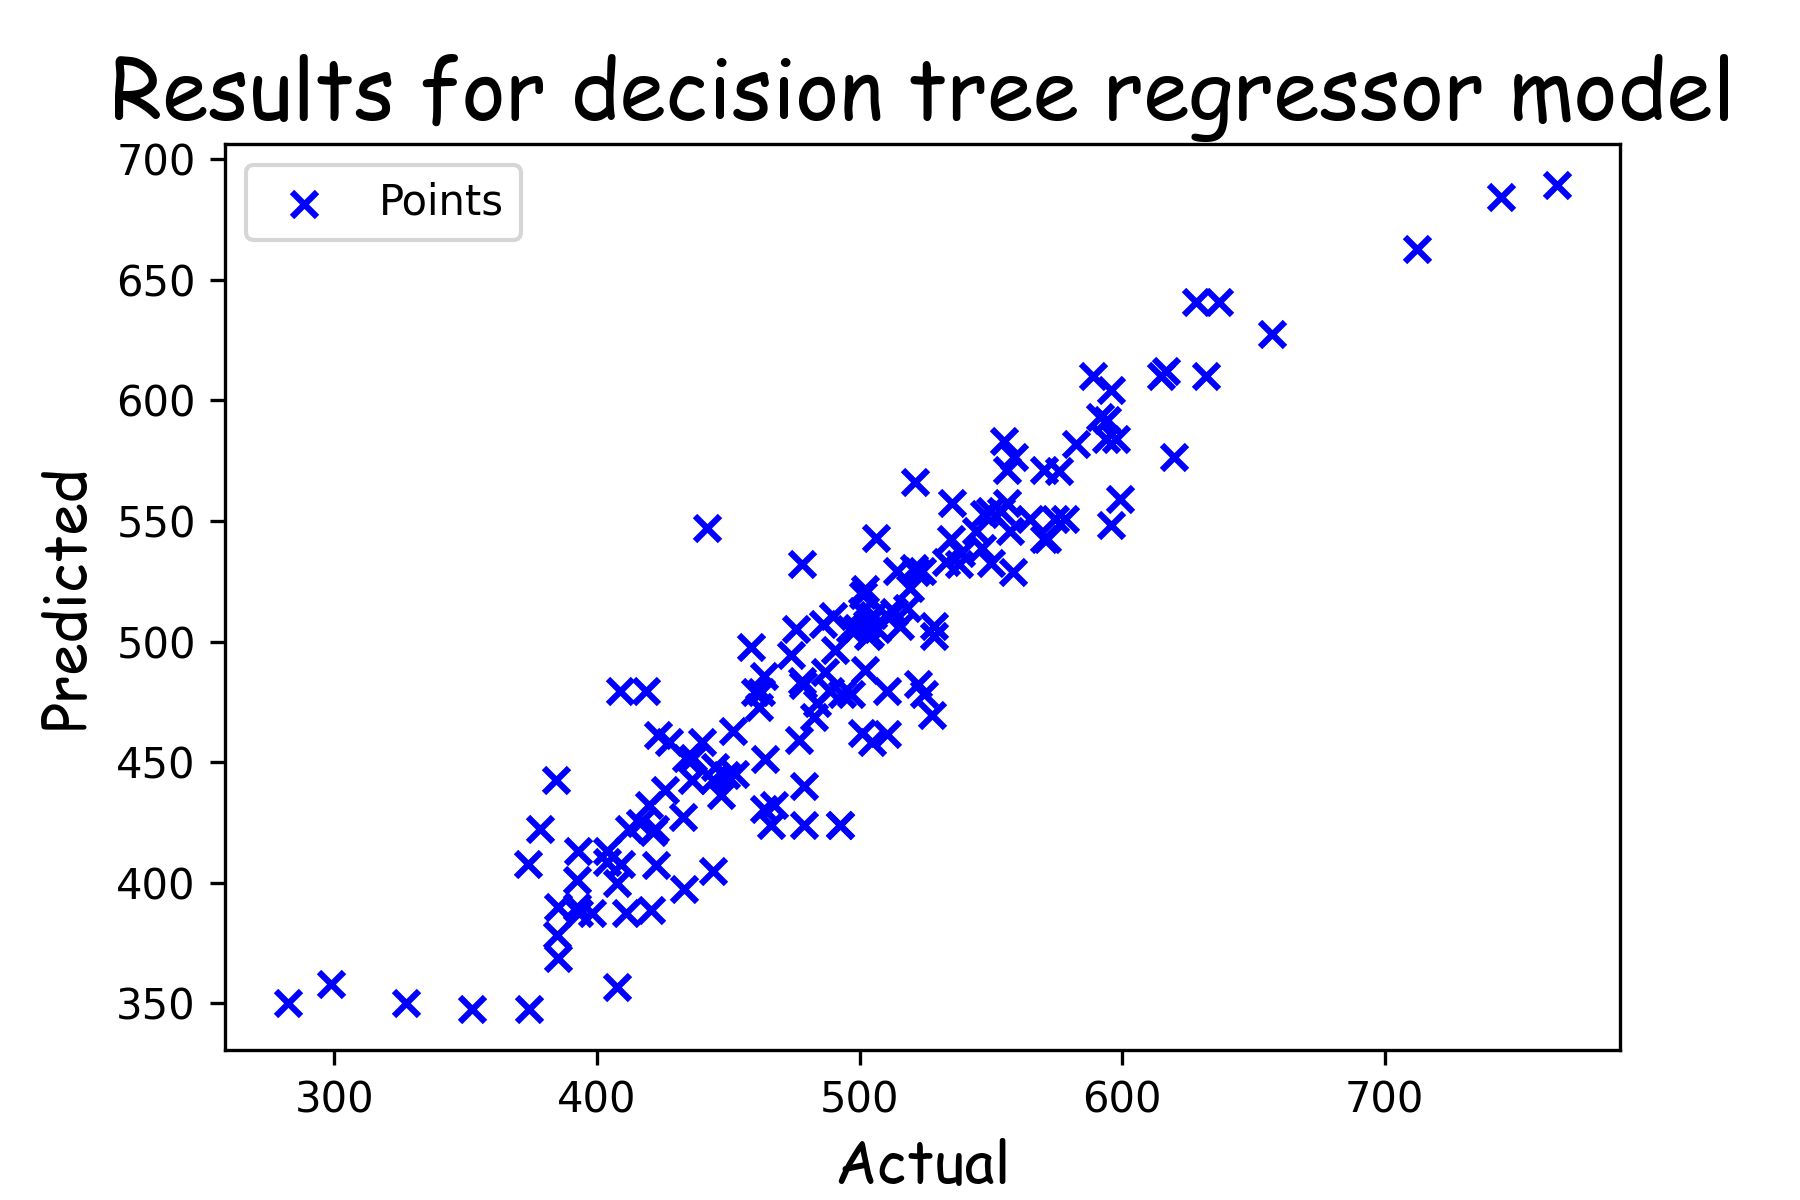 Results for decision tree regressor model
Points
Predicted
700
650
600
550
500
450
400
350
300 400 500 600 700
Actual